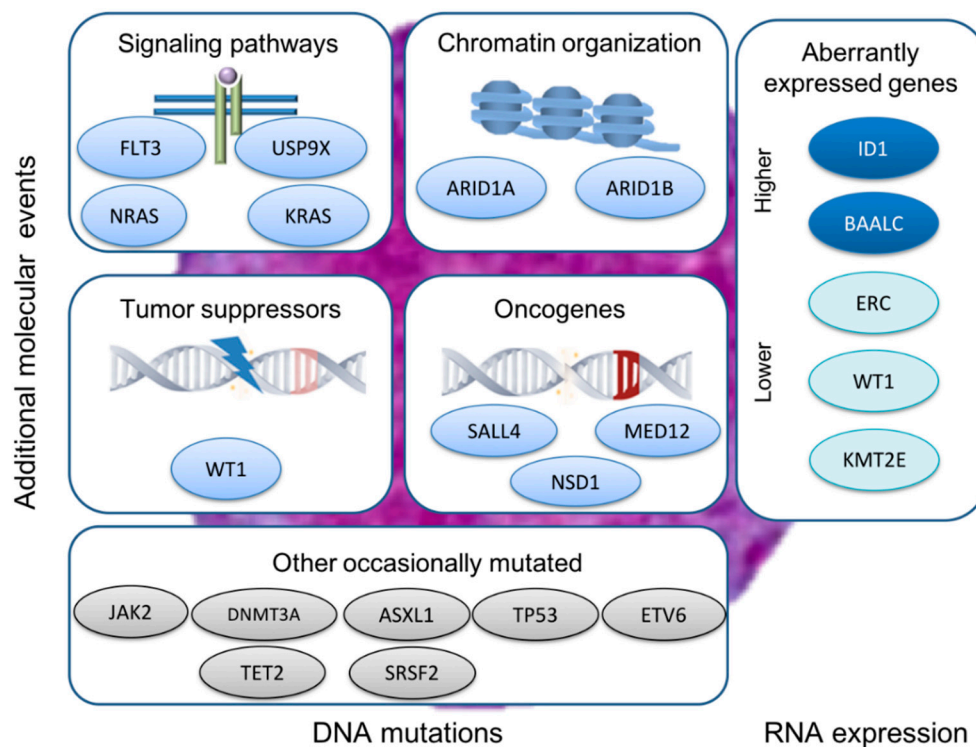 Additional molecular events
Signaling pathways
FLT3
USP9X
NRAS
KRAS
Chromatin organization
ARID1A
ARID1B
Tumor suppressors
WT1
Oncogenes
SALL4
MED12
NSD1
Other occasionally mutated
JAK2
DNMT3A
ASXL1
TP53
ETV6
TET2
SRSF2
DNA mutations
Aberrantly
expressed genes
Higher
ID1
BAALC
Lower
ERC
WT1
KMT2E
RNA expression